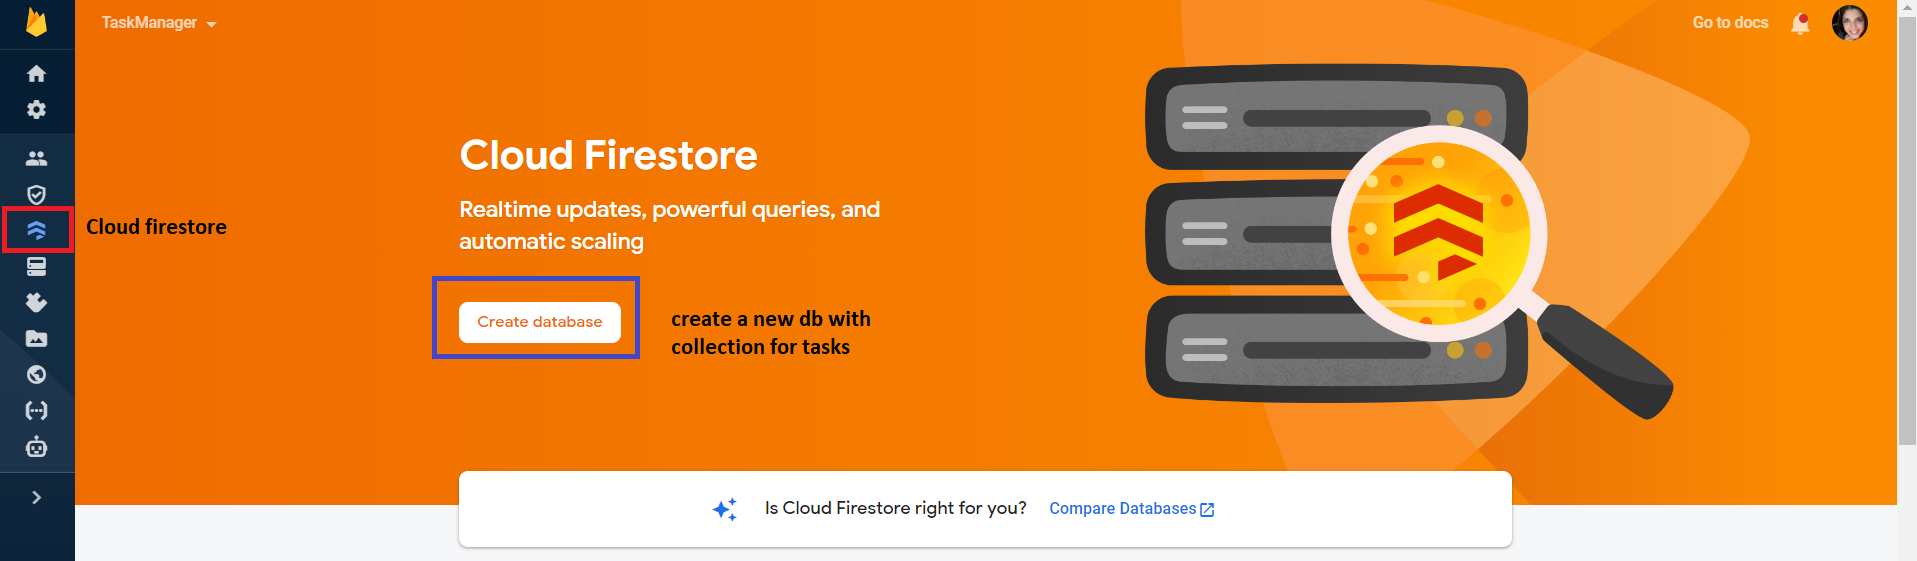 TaskManager
Go to docs
Cloud Firestore
Realtime updates, powerful queries, and
automatic scaling
Cloud firestore
Create database
create a new db with
collection for tasks
Is Cloud Firestore right for you? Compare Databases